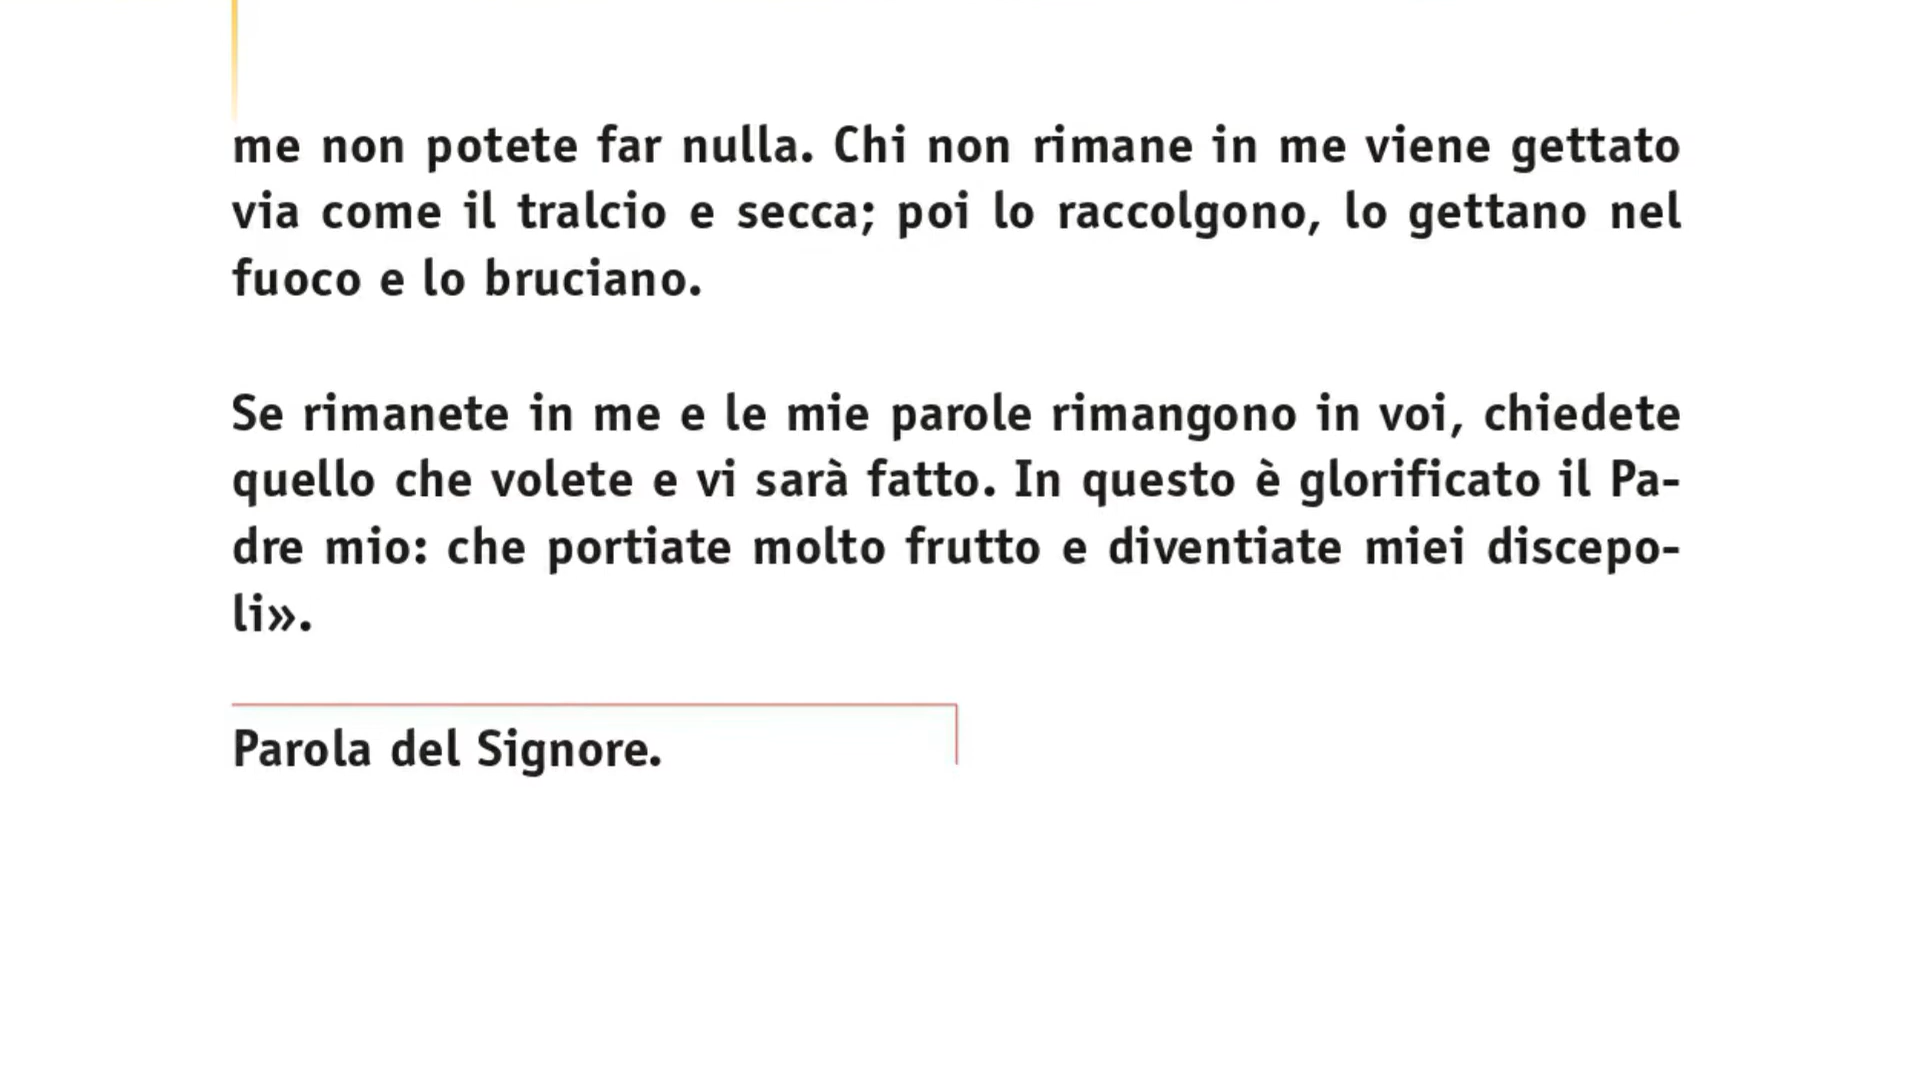 me non potete far nulla. Chi non rimane in me viene gettato
via come il tralcio e secca; poi lo raccolgono, lo gettano nel
fuoco e lo bruciano.
Se rimanete in me e le mie parole rimangono in voi, chiedete
quello che volete e vi sarà fatto. In questo è glorificato il Pa-
dre mio: che portiate molto frutto e diventiate miei discepo-
li».
Parola del Signore.